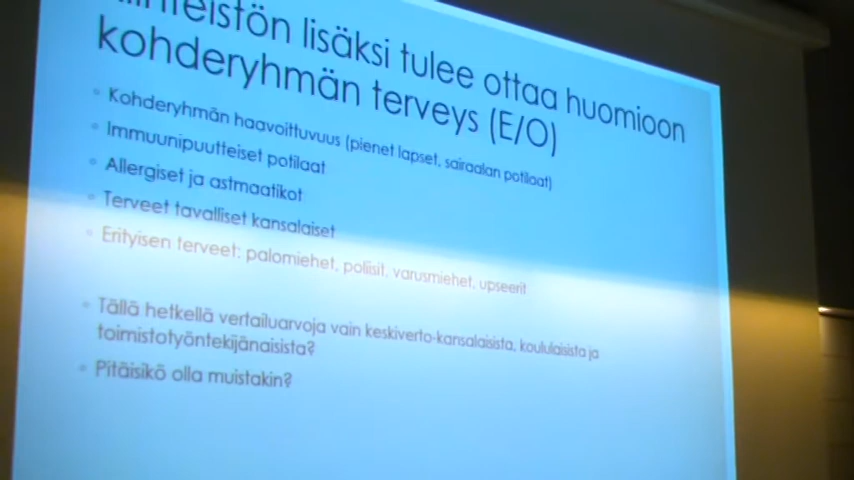 lisäksi tulee ottaa huomioon
kohderyhmän terveys (E/O)
Kohderyhmän haavoittuvuus (pienet lapset, sairaalan potilaat)
Immuunipuutteiset potilaat
Allergiset ja astmaatikot
Terveet tavalliset kansalaiset
Erityisen terveet: palomiehet, poliisit, varusmiehet, upseerit
Tällä hetkellä vertailuarvoja vain keskiverto-kansalaisista, koululaisista ja
toimistotyöntekijänaisista?
Pitäisikö olla muistakin?